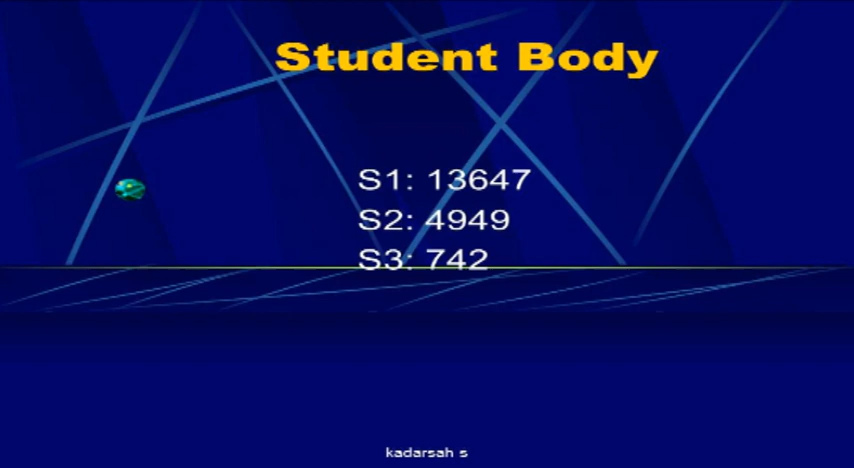 Student Body
S1: 13647
S2: 4949
S3: 742
kadarsah s